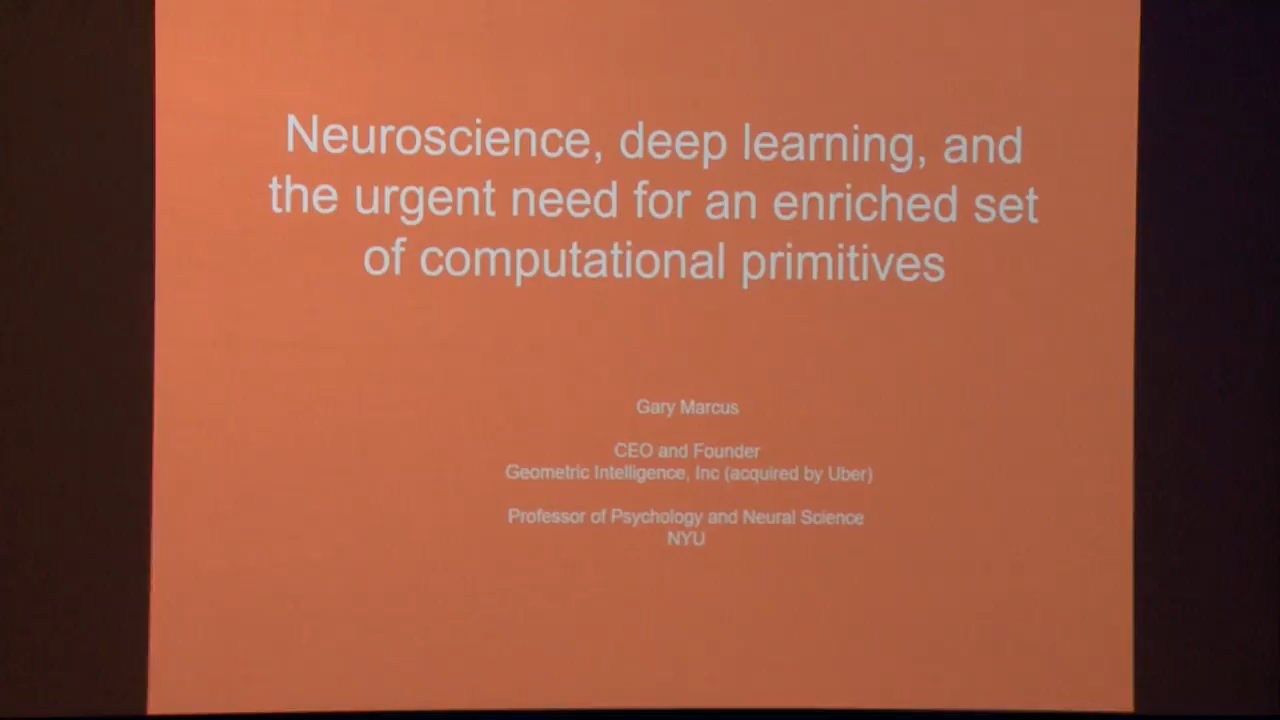 Neuroscience, deep learning, and
the urgent need for an enriched set
of computational primitives
Gary Marcus
CEO and Founder
Geometric Intelligence, Inc (acquired by Uber)
Professor of Psychology and Neural Science
NYU